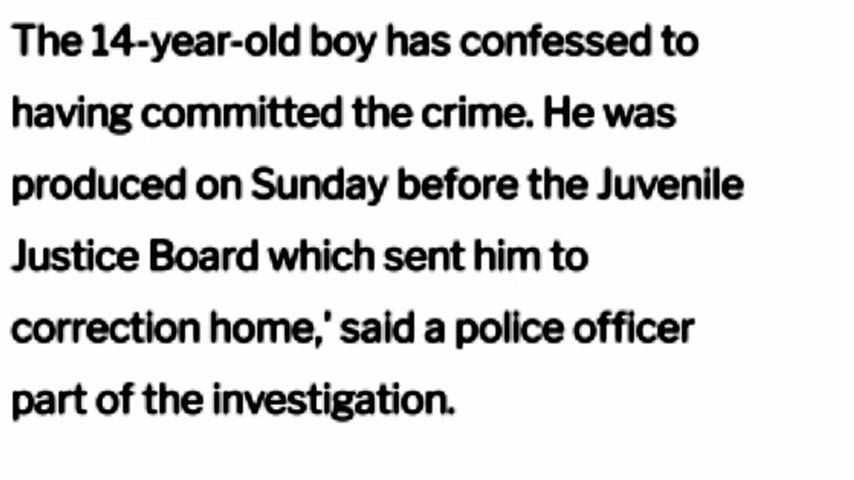 The 14-year-old boy has confessed to
having committed the crime. He was
produced on Sunday before the Juvenile
Justice Board which sent him to
correction home,' said a police officer
part of the investigation.